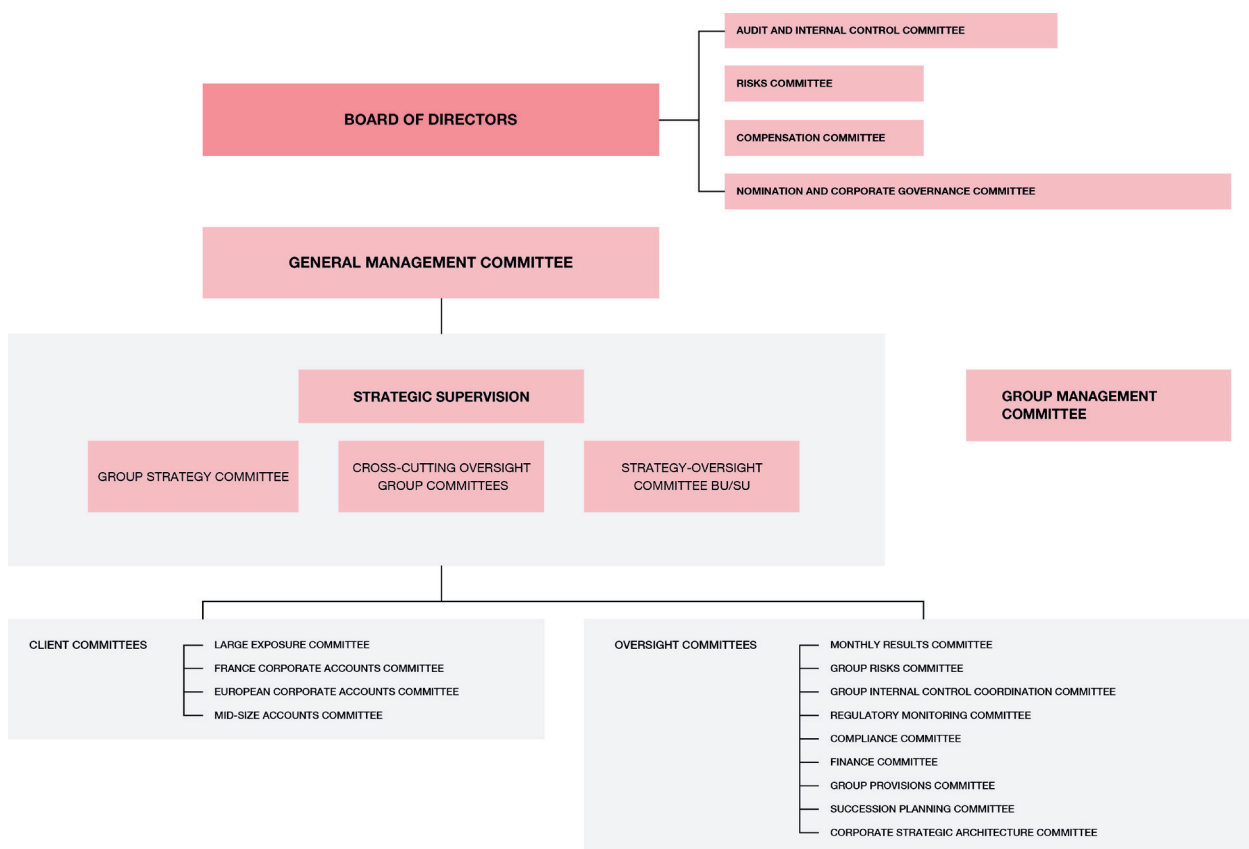 AUDIT AND INTERNAL CONTROL COMMITTEE
RISKS COMMITTEE
BOARD OF DIRECTORS
COMPENSATION COMMITTEE
NOMINATION AND CORPORATE GOVERNANCE COMMITTEE
GENERAL MANAGEMENT COMMITTEE
STRATEGIC SUPERVISION
GROUP MANAGEMENT
COMMITTEE
GROUP STRATEGY COMMITTEE
CROSS-CUTTING OVERSIGHT
GROUP COMMITTEES
STRATEGY-OVERSIGHT
COMMITTEE BU/SU
CLIENT COMMITTEES
LARGE EXPOSURE COMMITTEE
FRANCE CORPORATE ACCOUNTS COMMITTEE
EUROPEAN CORPORATE ACCOUNTS COMMITTEE
MID-SIZE ACCOUNTS COMMITTEE
OVERSIGHT COMMITTEES
MONTHLY RESULTS COMMITTEE
GROUP RISKS COMMITTEE
GROUP INTERNAL CONTROL COORDINATION COMMITTEE
REGULATORY MONITORING COMMITTEE
COMPLIANCE COMMITTEE
FINANCE COMMITTEE
GROUP PROVISIONS COMMITTEE
SUCCESSION PLANNING COMMITTEE
CORPORATE STRATEGIC ARCHITECTURE COMMITTEE